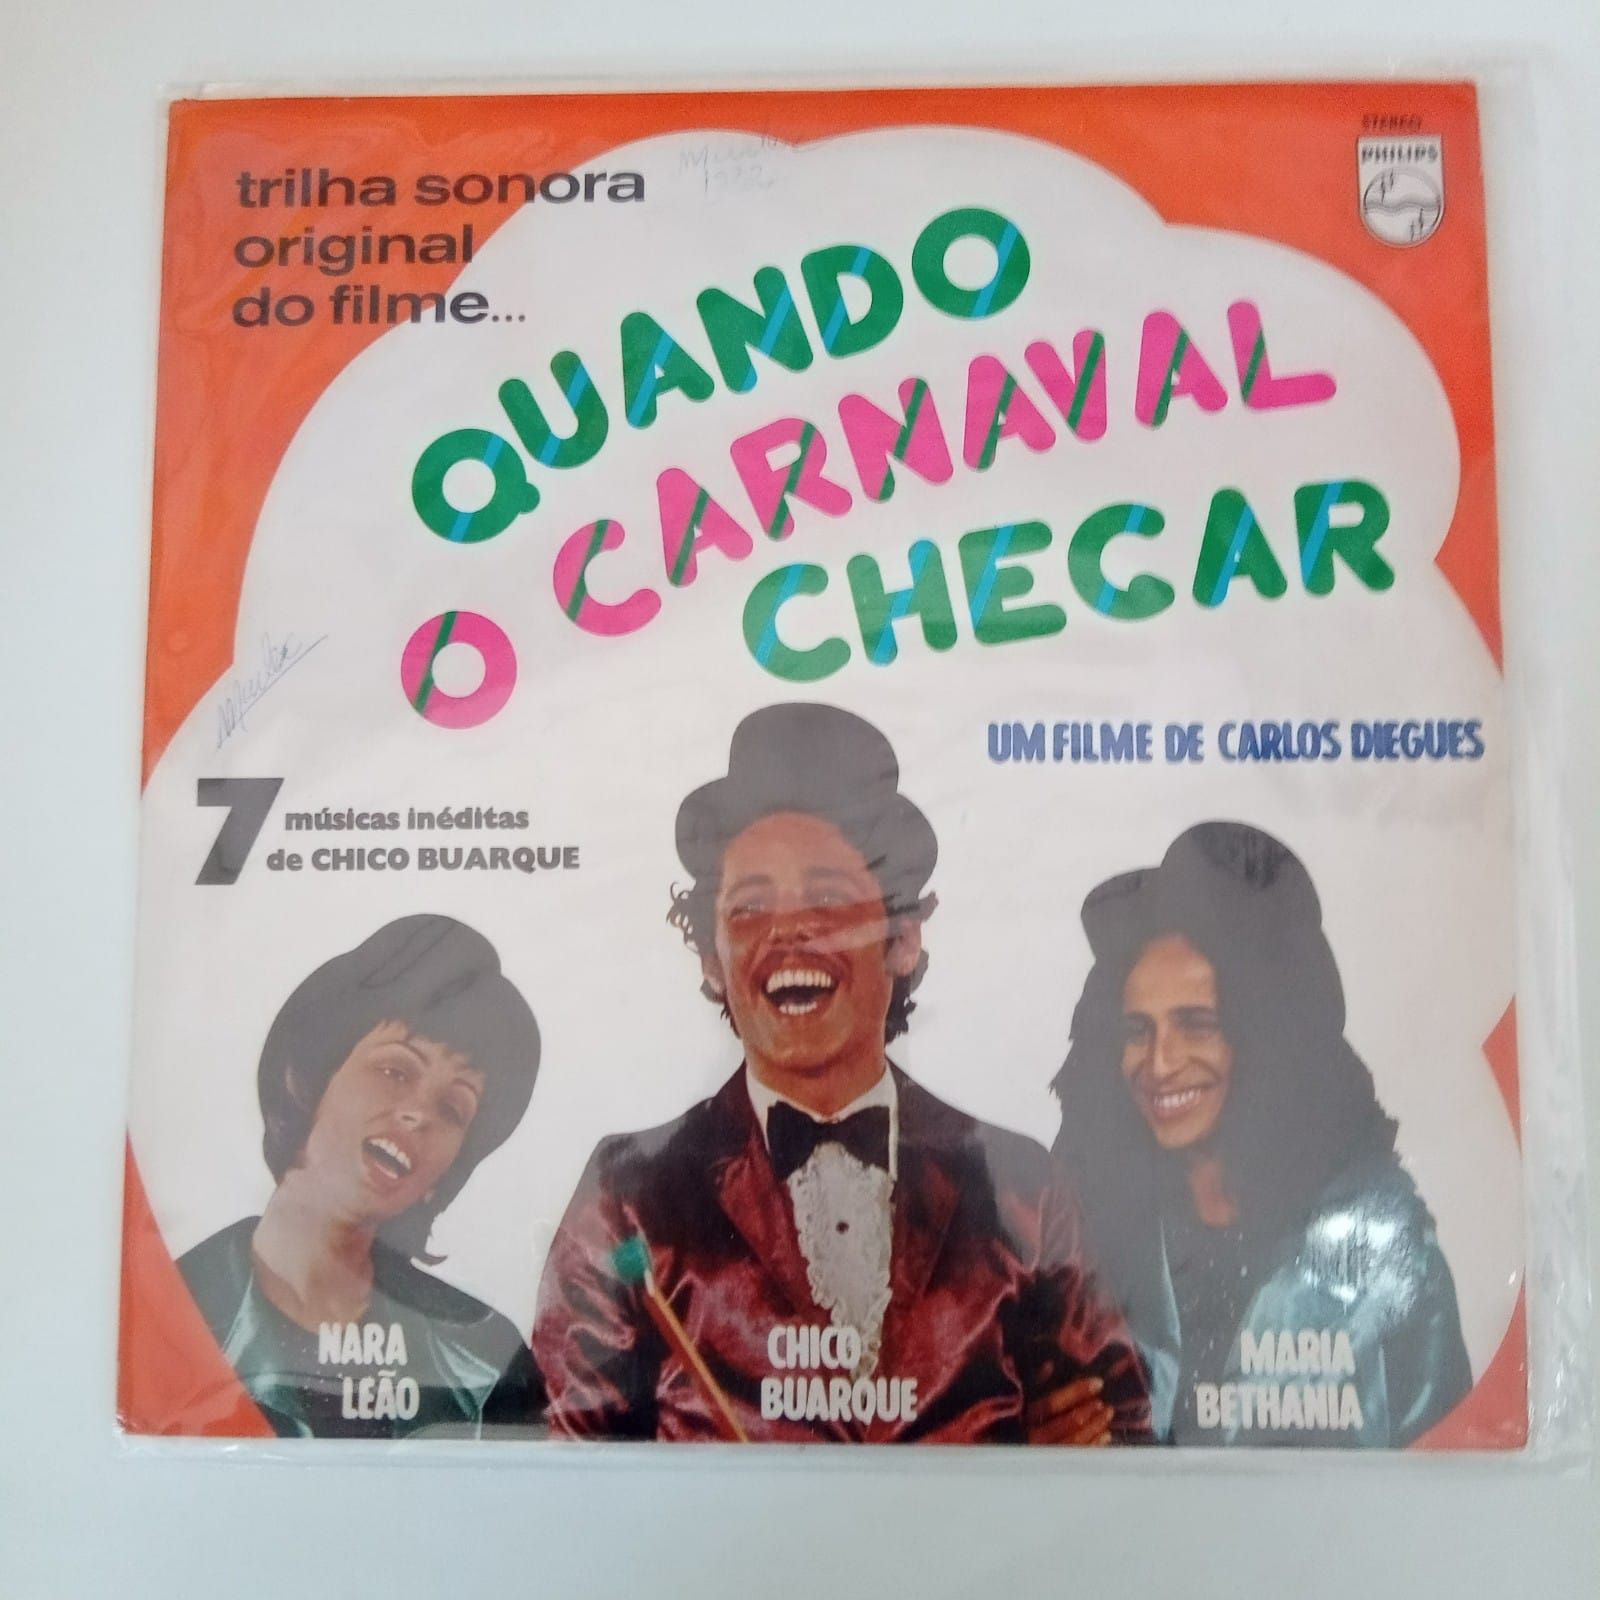 STEREO
PHILIPS
trilha sonora
original
do filme...
1972
QUANDO
O CARNAVAL
CHEGAR
UM FILME DE CARLOS DIEGUES
7 músicas inéditas
de CHICO BUARQUE
NARA
LEÃO
CHICO
BUARQUE
MARIA
BETHANIA